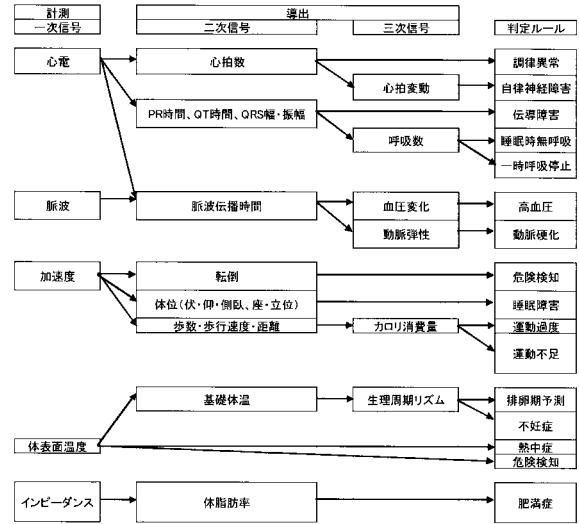 計測 導出
一次信号 二次信号 三次信号 判定ルール
心電 心拍数 調律異常
心拍変動 自律神経障害
PR時間、QT時間、QRS幅・振幅 伝導障害
呼吸数 睡眠時無呼吸
一時呼吸停止
脈波 脈波伝播時間 血圧変化 高血圧
動脈弾性 動脈硬化
加速度 転倒 危険検知
体位(伏・仰・側臥、座・立位) 睡眠障害
歩数・歩行速度・距離 カロリ消費量 運動過度
運動不足
基礎体温 生理周期リズム 排卵期予測
不妊症
体表面温度 熱中症
危険検知
インピーダンス 体脂肪率 肥満症